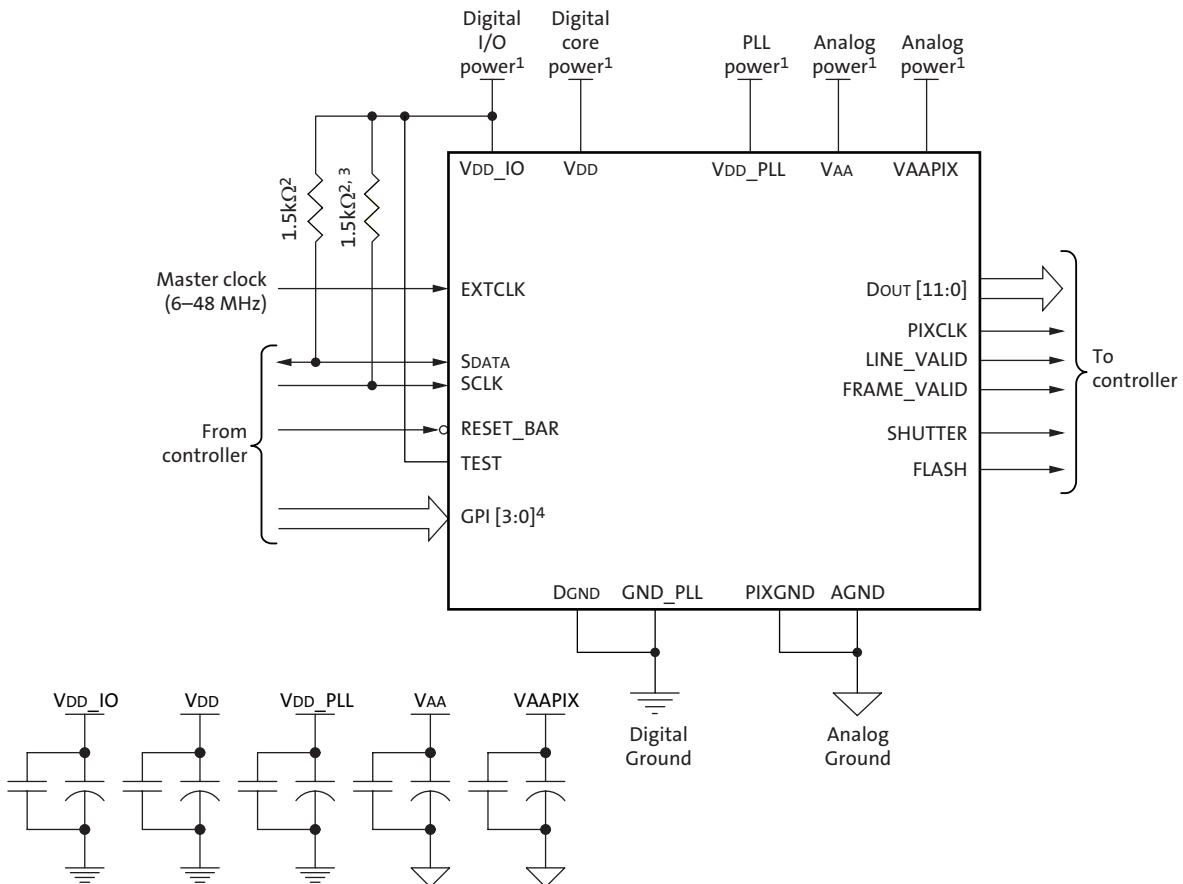 Digital
I/O
power1
Digital
core
power1
PLL
power1
Analog
power1
Analog
power1
VDD_IO
VDD
VDD_PLL
VAA
VAAPIX
1.5kΩ2
1.5kΩ2, 3
Master clock
(6–48 MHz)
EXTCLK
SDATA
SCLK
RESET_BAR
TEST
GPI [3:0]4
From
controller
DOUT [11:0]
PIXCLK
LINE_VALID
FRAME_VALID
SHUTTER
FLASH
To
controller
DGND
GND_PLL
PIXGND
AGND
Digital
Ground
Analog
Ground
VDD_IO
VDD
VDD_PLL
VAA
VAAPIX